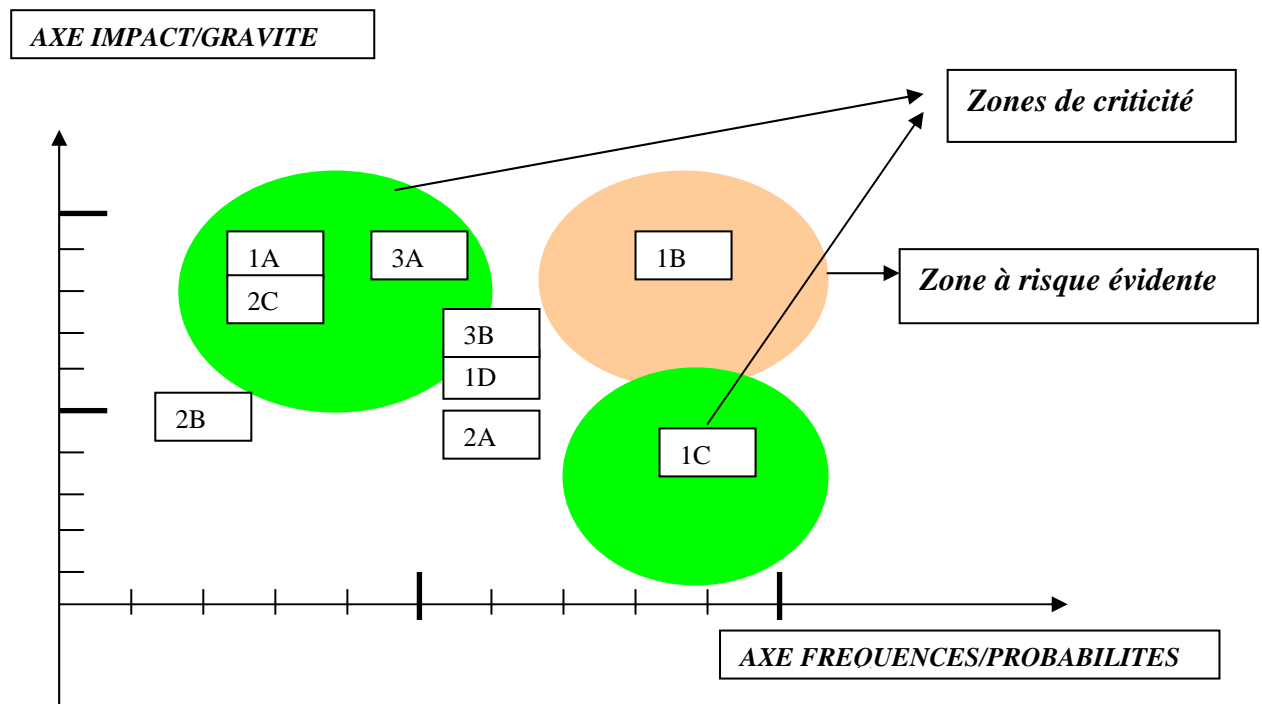 AXE IMPACT/GRAVITE
Zones de criticité
1A
3A
1B
2C
Zone à risque évidente
3B
1D
2B
2A
1C
AXE FREQUENCES/PROBABILITES